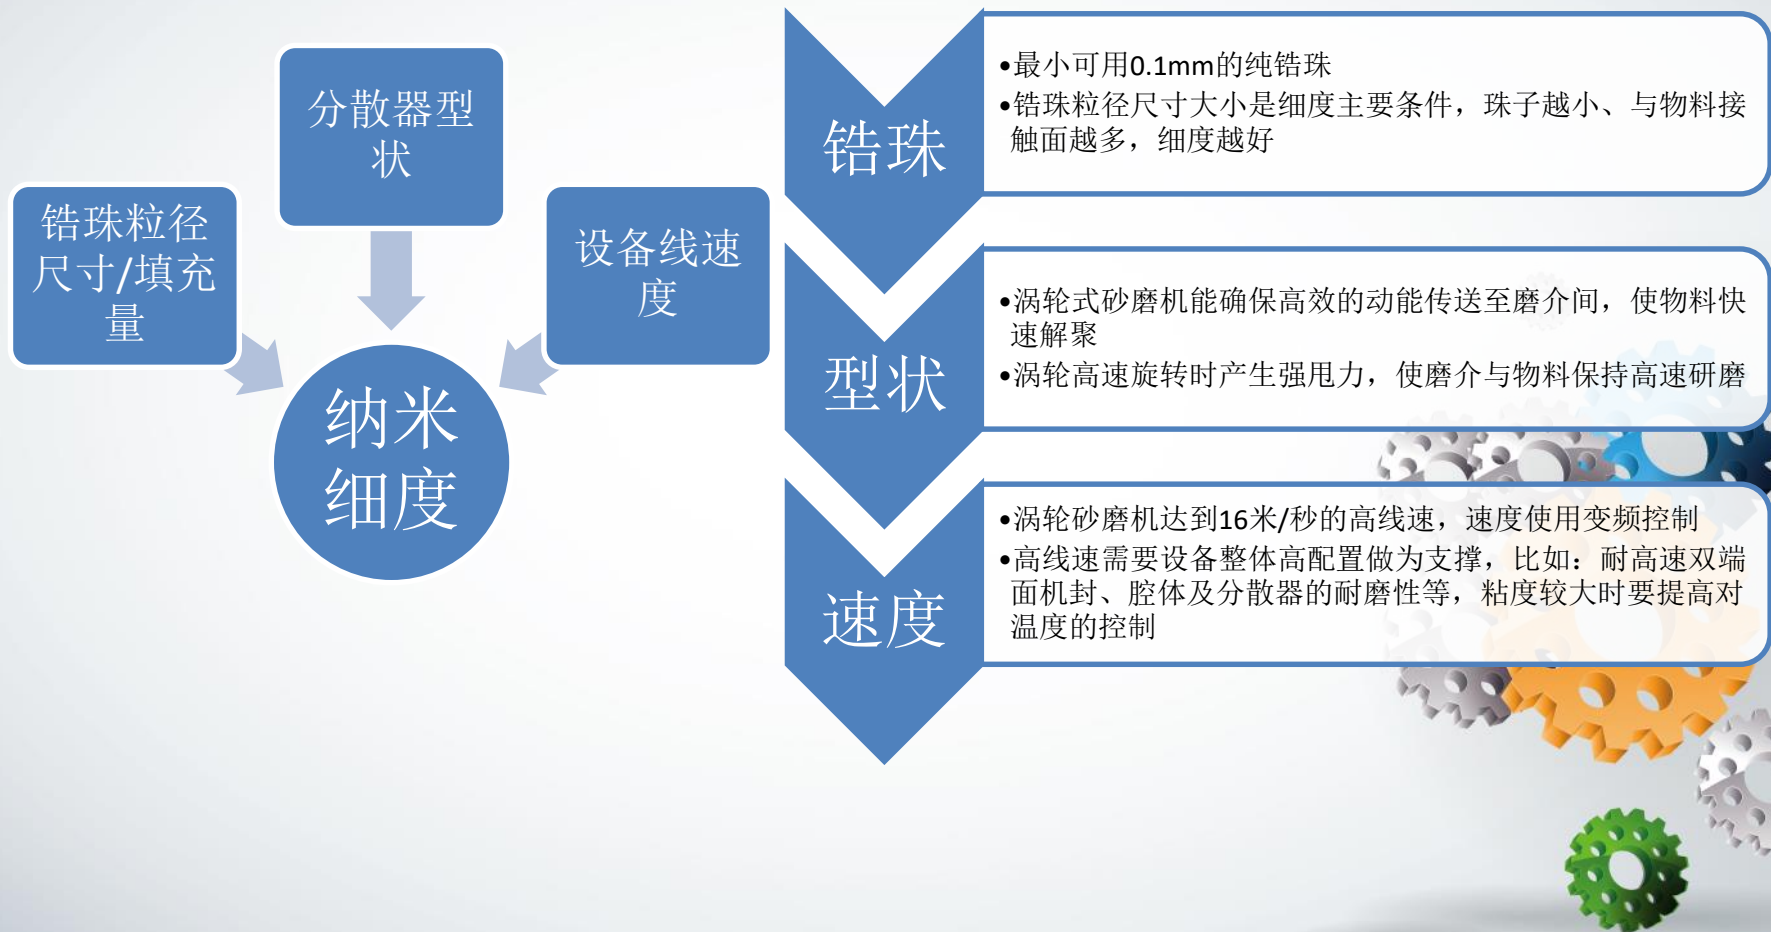 分散器型
状
锆珠粒径
尺寸/填充
量
设备线速
度
纳米
细度
锆珠
•最小可用0.1mm的纯锆珠
•锆珠粒径尺寸大小是细度主要条件，珠子越小、与物料接
触面越多，细度越好
型状
•涡轮式砂磨机能确保高效的动能传送至磨介间，使物料快
速解聚
•涡轮高速旋转时产生强甩力，使磨介与物料保持高速研磨
速度
•涡轮砂磨机达到16米/秒的高线速，速度使用变频控制
•高线速需要设备整体高配置做为支撑，比如：耐高速双端
面机封、腔体及分散器的耐磨性等，粘度较大时要提高对
温度的控制